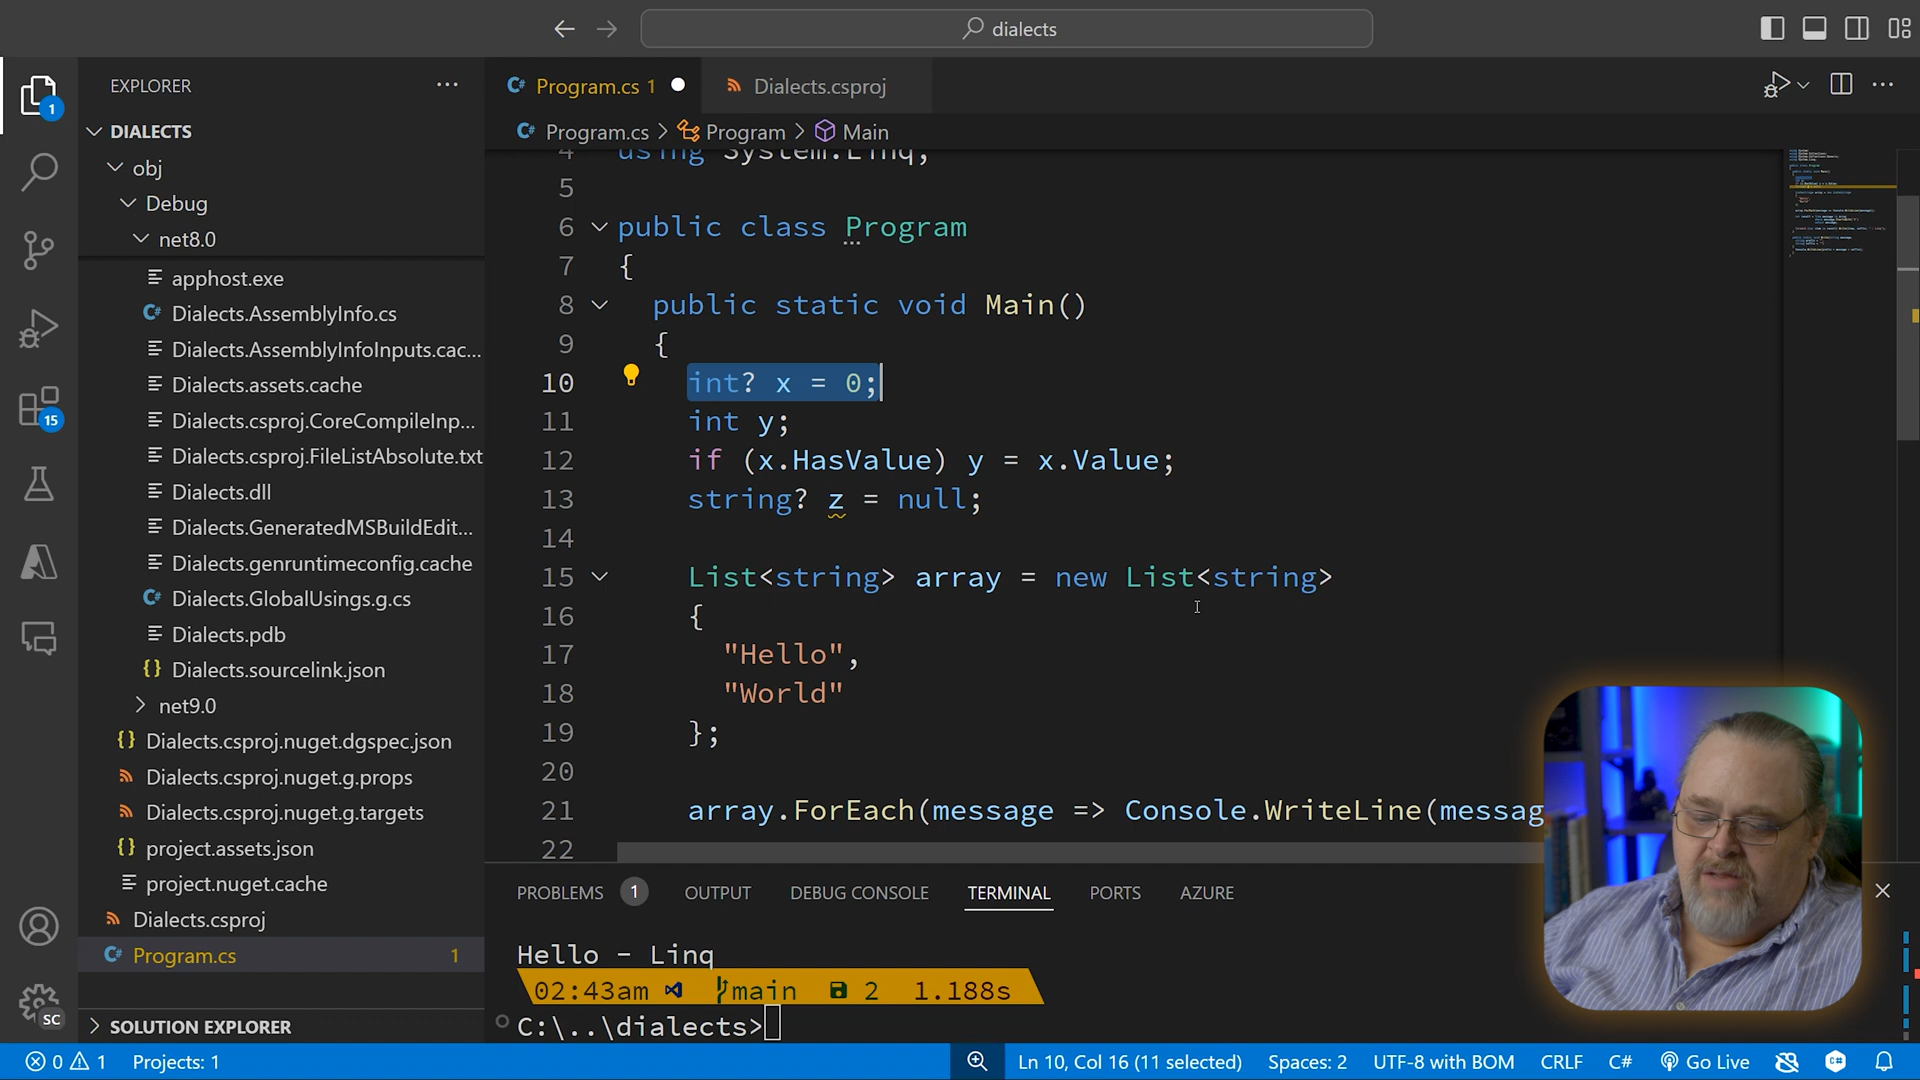 dialects
EXPLORER
DIALECTS
obj
Debug
net8.0
apphost.exe
Dialects.AssemblyInfo.cs
Dialects.AssemblyInfoInputs.cac...
Dialects.assets.cache
Dialects.csproj.CoreCompileInp...
Dialects.csproj.FileListAbsolute.txt
Dialects.dll
Dialects.GeneratedMSBuildEdit...
Dialects.genruntimeconfig.cache
Dialects.GlobalUsings.g.cs
Dialects.pdb
Dialects.sourcelink.json
net9.0
Dialects.csproj.nuget.dgspec.json
Dialects.csproj.nuget.g.props
Dialects.csproj.nuget.g.targets
project.assets.json
project.nuget.cache
Dialects.csproj
Program.cs 1
SOLUTION EXPLORER
1
15
SC
Program.cs 1
Dialects.csproj
Program.cs > Program > Main
4 using System.Linq;
5
6 public class Program
7 {
8 public static void Main()
9 {
10 int? x = 0;
11 int y;
12 if (x.HasValue) y = x.Value;
13 string? z = null;
14
15 List<string> array = new List<string>
16 {
17 "Hello",
18 "World"
19 };
20
21 array.ForEach(message => Console.WriteLine(messag
22
PROBLEMS 1 OUTPUT DEBUG CONSOLE TERMINAL PORTS AZURE
Hello - Linq
02:43am main 2 1.188s
C:\..\dialects>
0 1 Projects: 1 Ln 10, Col 16 (11 selected) Spaces: 2 UTF-8 with BOM CRLF C# Go Live